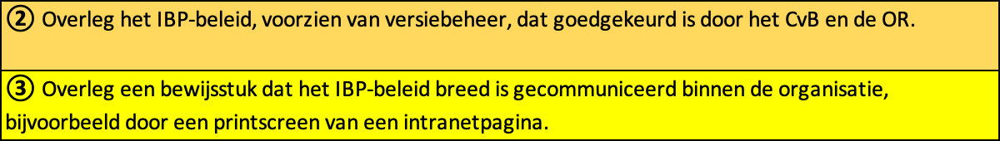 ② Overleg het IBP-beleid, voorzien van versiebeheer, dat goedgekeurd is door het CvB en de OR.
③ Overleg een bewijsstuk dat het IBP-beleid breed is gecommuniceerd binnen de organisatie,
bijvoorbeeld door een printscreen van een intranetpagina.